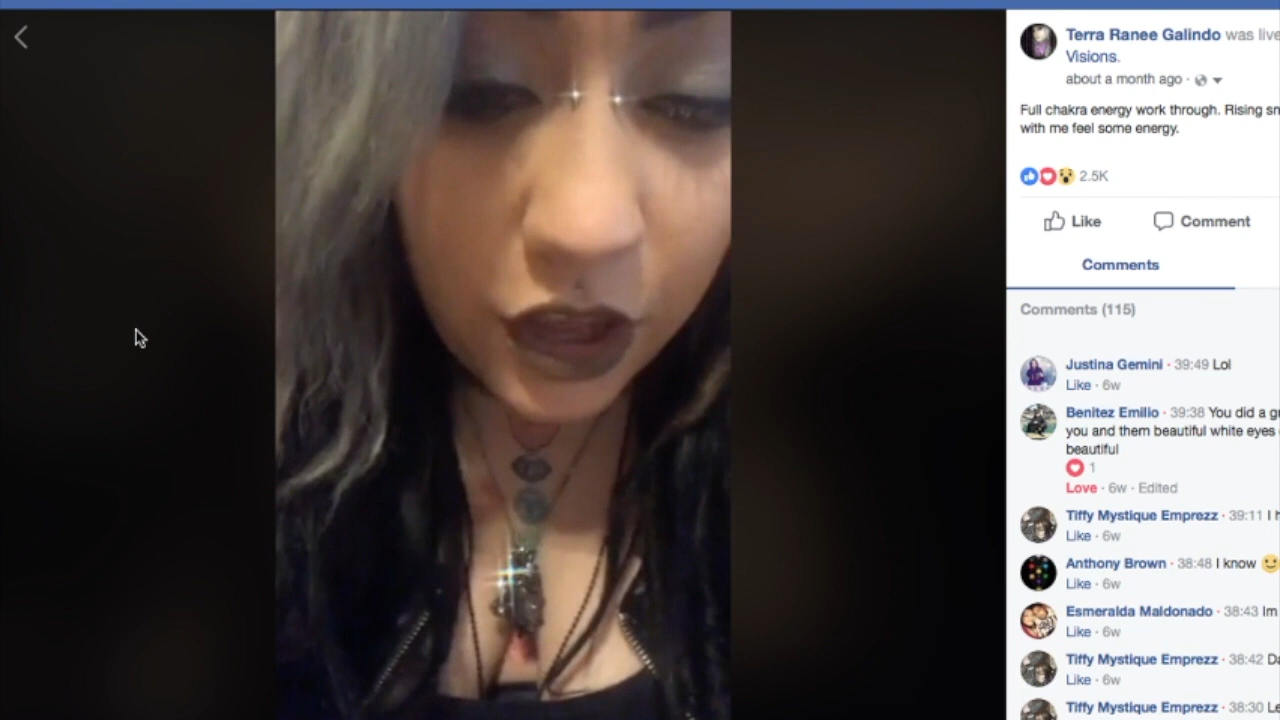 Terra Ranee Galindo was live
Visions.
about a month ago
Full chakra energy work through. Rising
with me feel some energy.
2.5K
Like Comment
Comments
Comments (115)
Justina Gemini · 39:49 Lol
Like · 6w
Benitez Emilio · 39:38 You did a
you and them beautiful white eyes
beautiful
1
Love · 6w · Edited
Tiffy Mystique Emprezz · 39:11 I
Like · 6w
Anthony Brown · 38:48 I know
Like · 6w
Esmeralda Maldonado · 38:43 Im
Like · 6w
Tiffy Mystique Emprezz · 38:42
Like · 6w
Tiffy Mystique Emprezz · 38:30